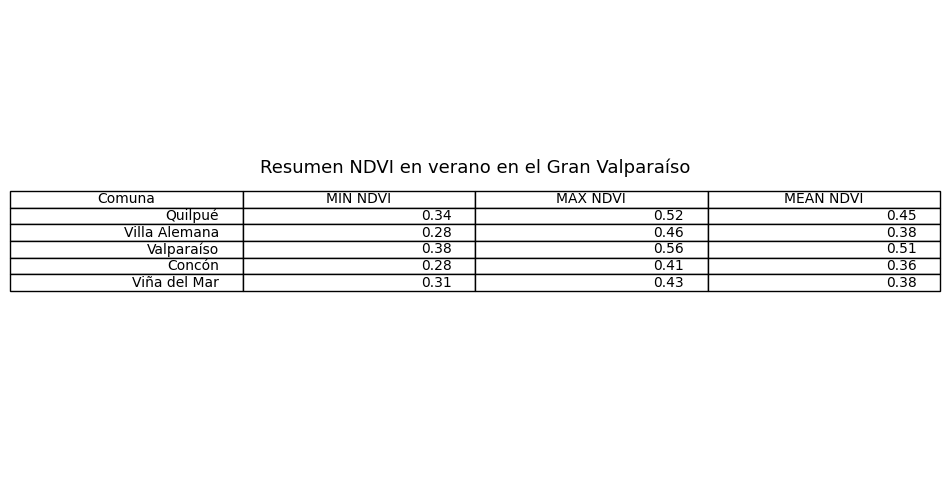 Resumen NDVI en verano en el Gran Valparaíso
Comuna MIN NDVI MAX NDVI MEAN NDVI
Quilpué 0.34 0.52 0.45
Villa Alemana 0.28 0.46 0.38
Valparaíso 0.38 0.56 0.51
Concón 0.28 0.41 0.36
Viña del Mar 0.31 0.43 0.38